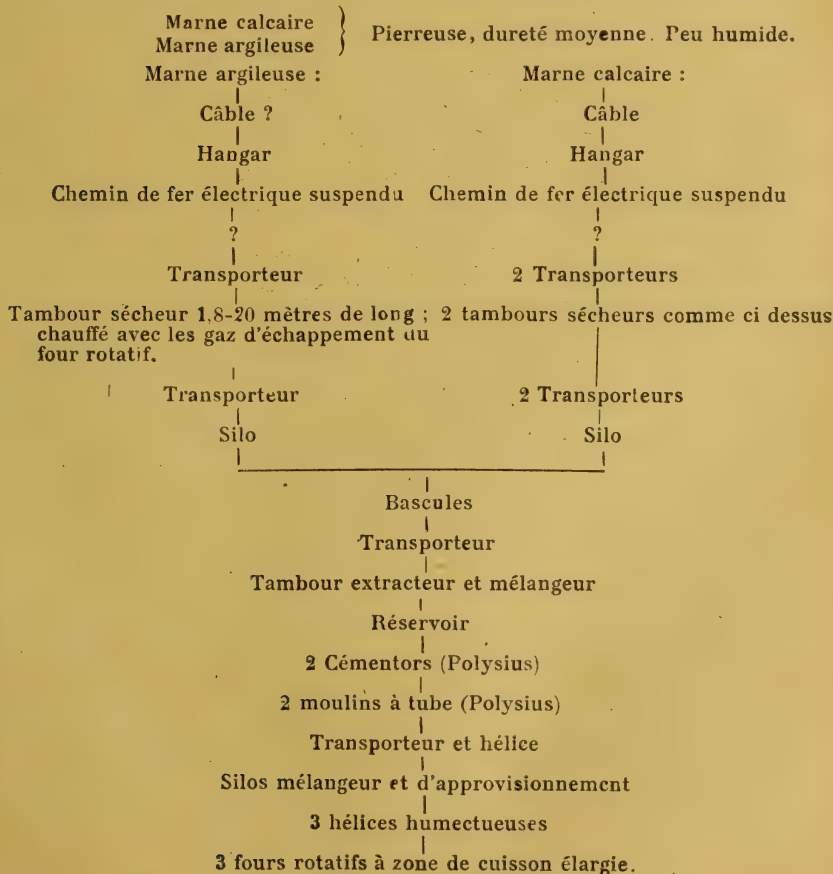 Marne calcaire
Marne argileuse
Pierreuse, dureté moyenne. Peu humide.
Marne argileuse :
Marne calcaire :
Câble ?
Câble
Hangar
Hangar
Chemin de fer électrique suspendu
Chemin de fer électrique suspendu
?
?
Transporteur
2 Transporteurs
Tambour sécheur 1,8-20 mètres de long ;
chauffé avec les gaz d'échappement du
four rotatif.
2 tambours sécheurs comme ci dessus
Transporteur
2 Transporteurs
Silo
Silo
Bascules
Transporteur
Tambour extracteur et mélangeur
Réservoir
2 Cémentors (Polysius)
2 moulins à tube (Polysius)
Transporteur et hélice
Silos mélangeur et d'approvisionnement
3 hélices humectueuses
3 fours rotatifs à zone de cuisson élargie.